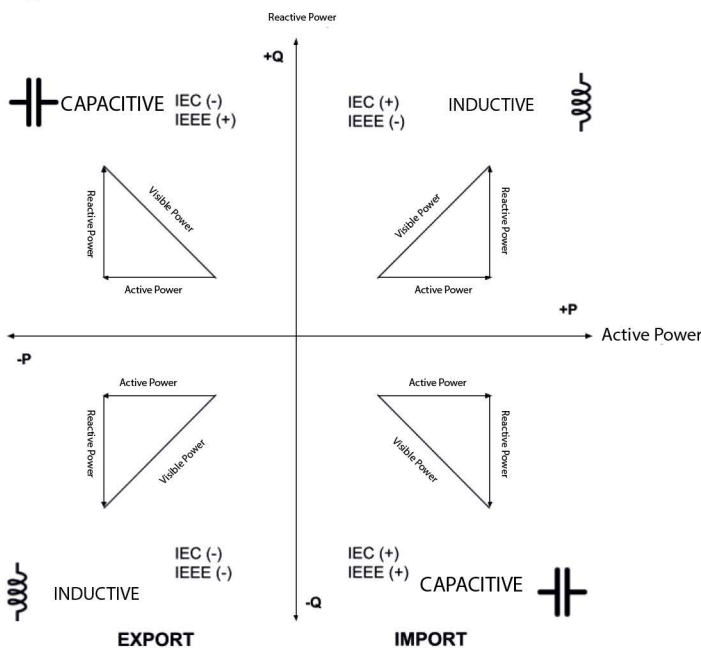 Reactive Power
+Q
CAPACITIVE
IEC (-)
IEEE (+)
IEC (+)
IEEE (-)
INDUCTIVE
Reactive Power
Visible Power
Active Power
Visible Power
Reactive Power
Active Power
+P
-P
Active Power
Active Power
Reactive Power
Visible Power
Active Power
Visible Power
Reactive Power
IEC (-)
IEEE (-)
INDUCTIVE
IEC (+)
IEEE (+)
CAPACITIVE
-Q
EXPORT
IMPORT